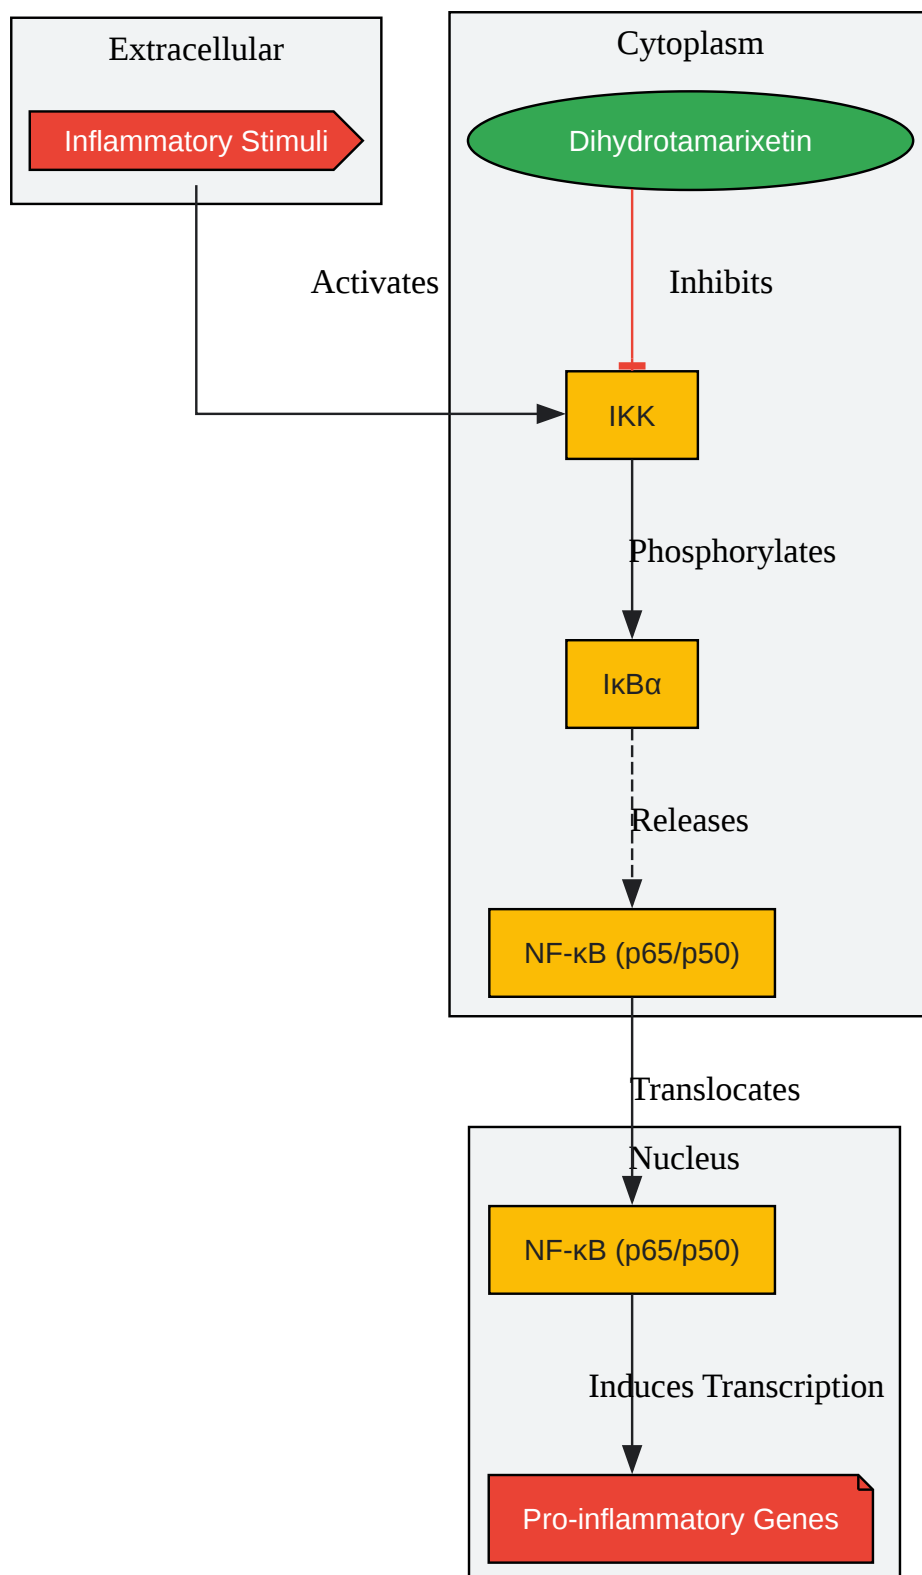 Extracellular
Cytoplasm
Inflammatory Stimuli
Dihydrotamarixetin
Activates
Inhibits
IKK
Phosphorylates
IκBα
Releases
NF-κB (p65/p50)
Translocates
Nucleus
NF-κB (p65/p50)
Induces Transcription
Pro-inflammatory Genes